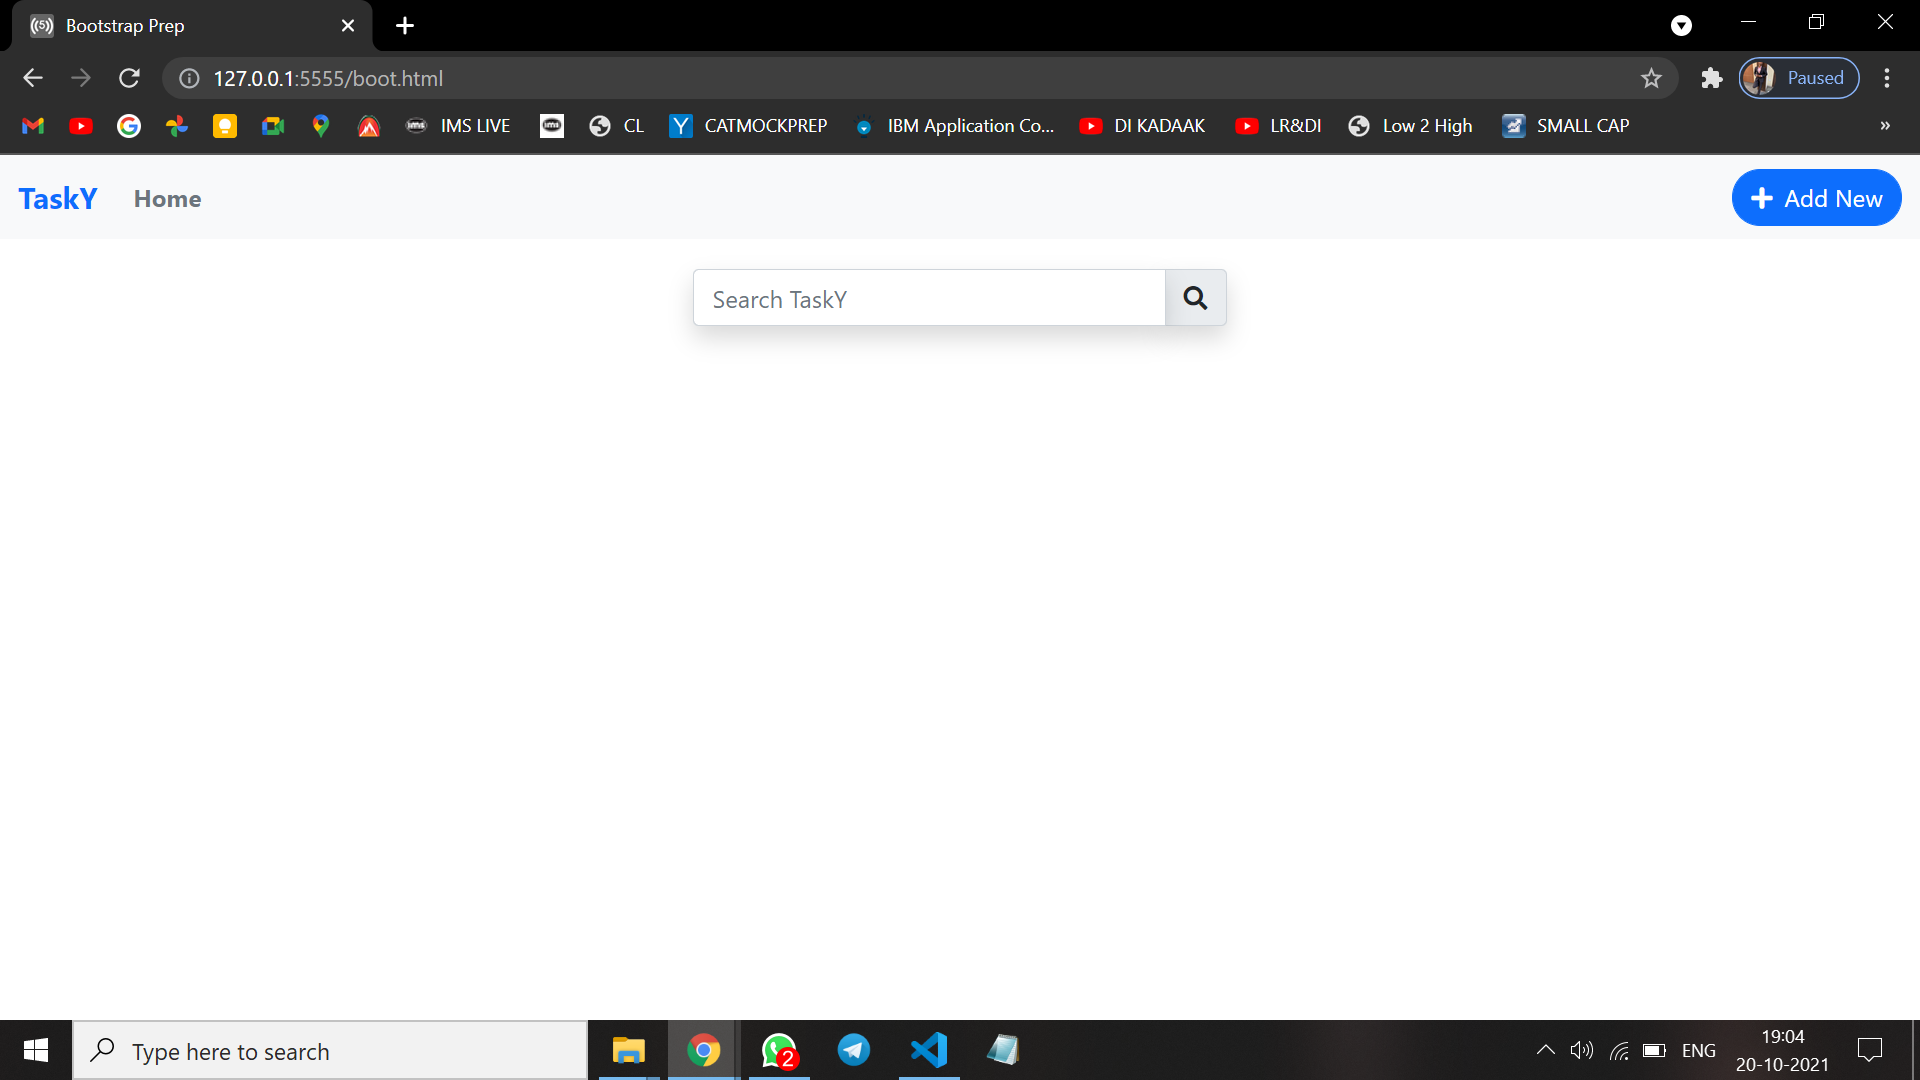 Bootstrap Prep
127.0.0.1:5555/boot.html
Paused
IMS LIVE
ims
CL
Y CATMOCKPREP
IBM Application Co...
DI KADAAK
LR&DI
Low 2 High
SMALL CAP
»
TaskY
Home
Add New
Search TaskY
Type here to search
2
ENG
19:04
20-10-2021